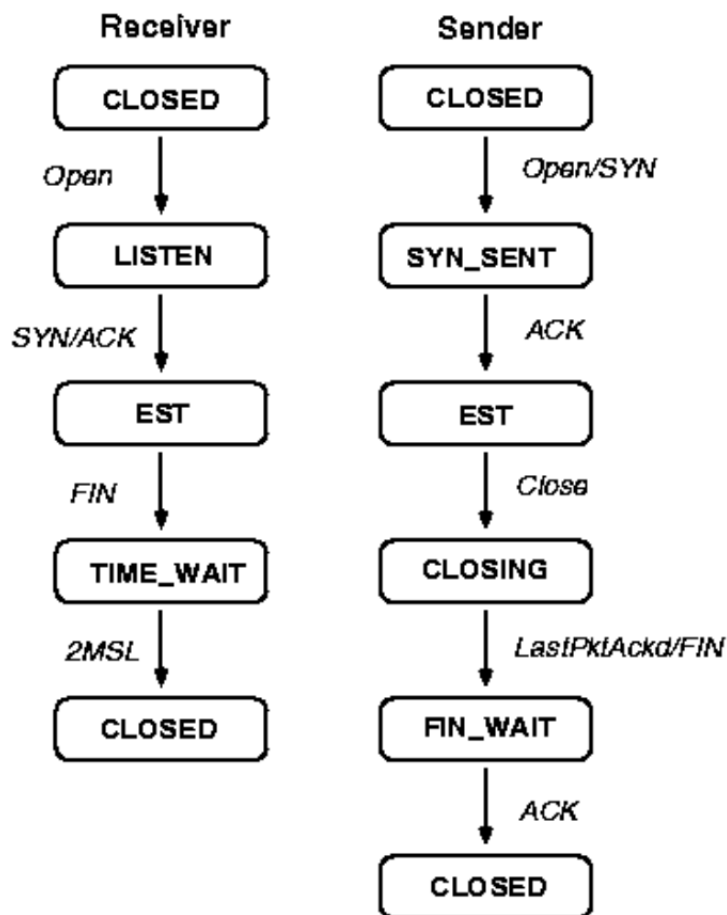 Receiver
CLOSED
Open
LISTEN
SYN/ACK
EST
FIN
TIME_WAIT
2MSL
CLOSED
Sender
CLOSED
Open/SYN
SYN_SENT
ACK
EST
Close
CLOSING
LastPktAckd/FIN
FIN_WAIT
ACK
CLOSED